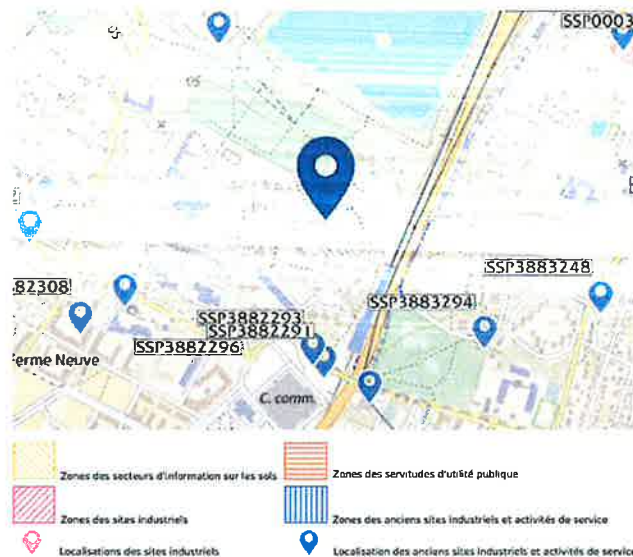 SSP0003
SSP3883248
82308
SSP3882293
SSP3883294
SSP3882296
Ferme Neuve
C. comm.
Zones des secteurs d'information sur les sols
Zones des servitudes d'utilité publique
Zones des sites industriels
Zones des anciens sites industriels et activités de service
Localisations des sites industriels
Localisation des anciens sites industriels et activités de service